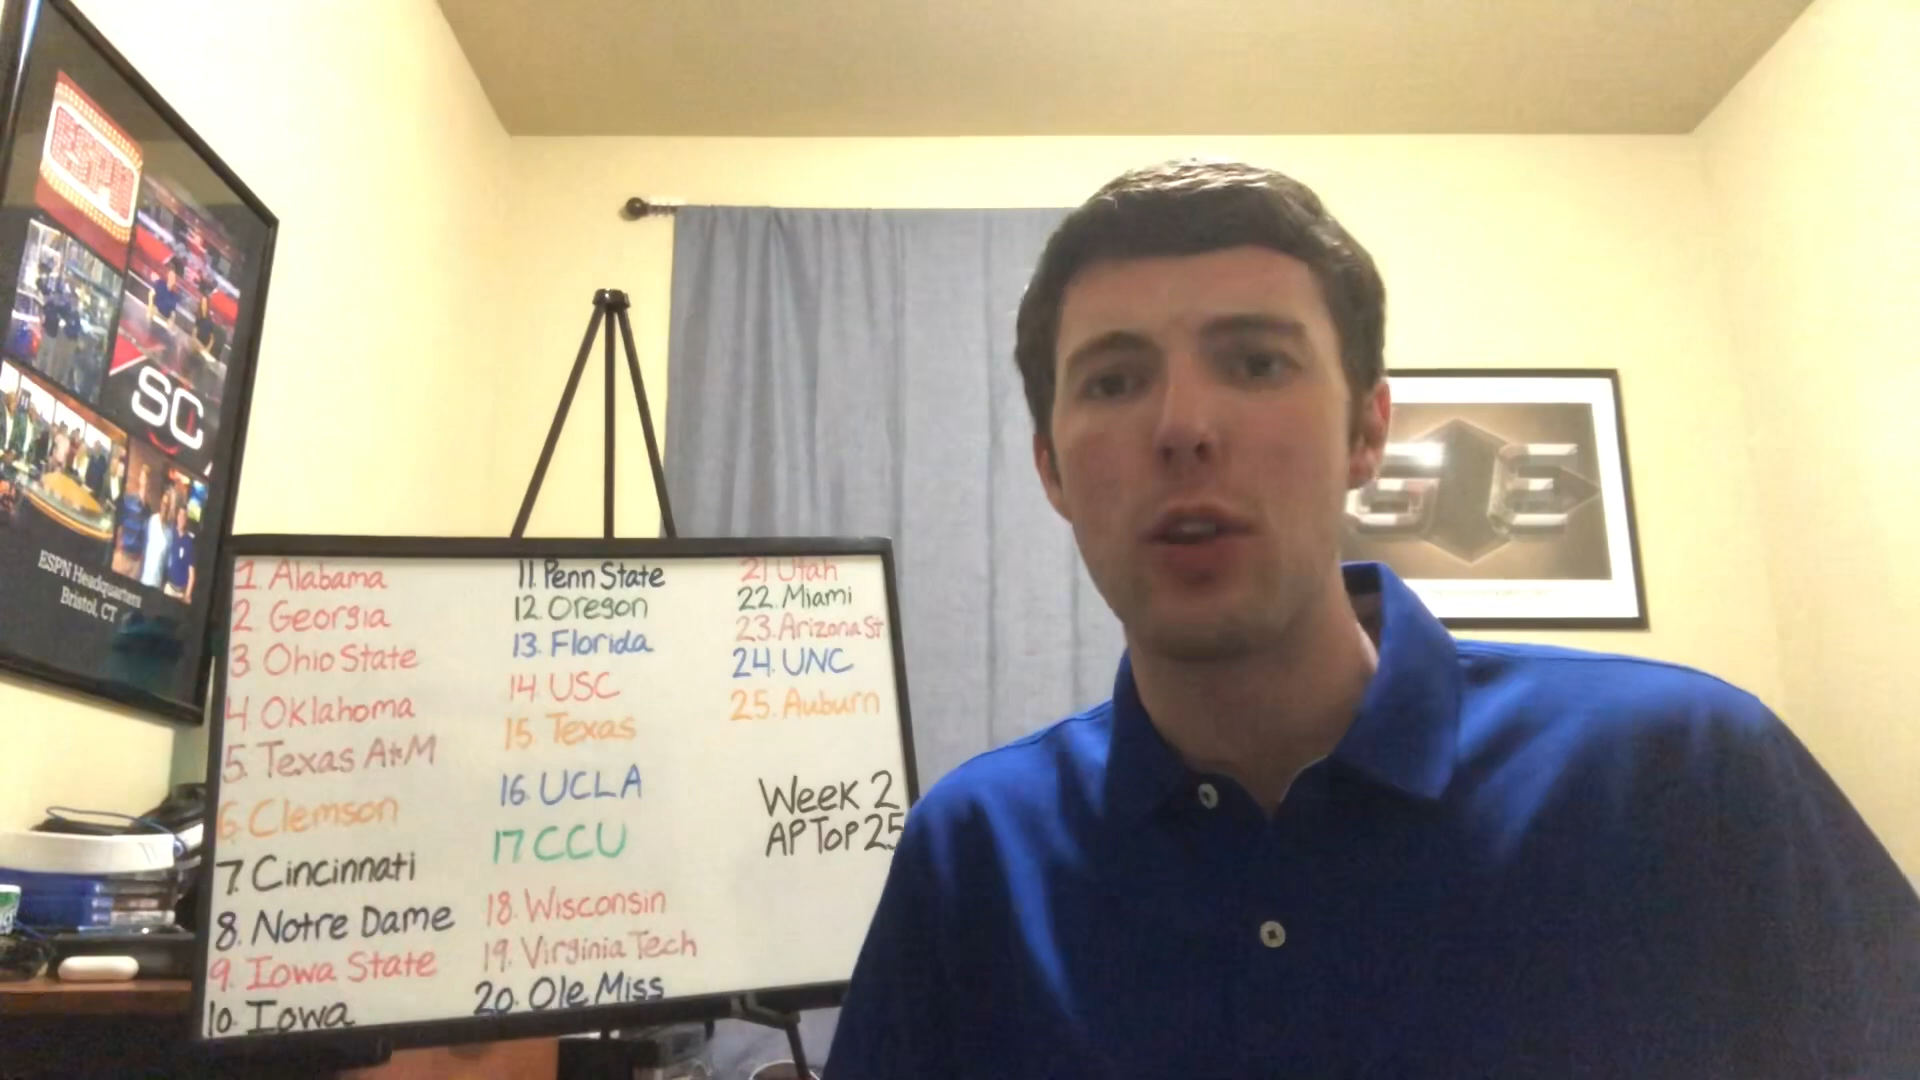 ESPN
SC
ESPN Headquarters
Bristol, CT
1. Alabama
2. Georgia
3 Ohio State
4 Oklahoma
5. Texas A&M
6. Clemson
7. Cincinnati
8. Notre Dame
9. Iowa State
10. Iowa
11. Penn State
12. Oregon
13. Florida
14 USC
15. Texas
16. UCLA
17 CCU
18. Wisconsin
19. Virginia Tech
20. Ole Miss
21 Utah
22. Miami
23. Arizona St
24. UNC
25. Auburn
Week 2
AP Top 25